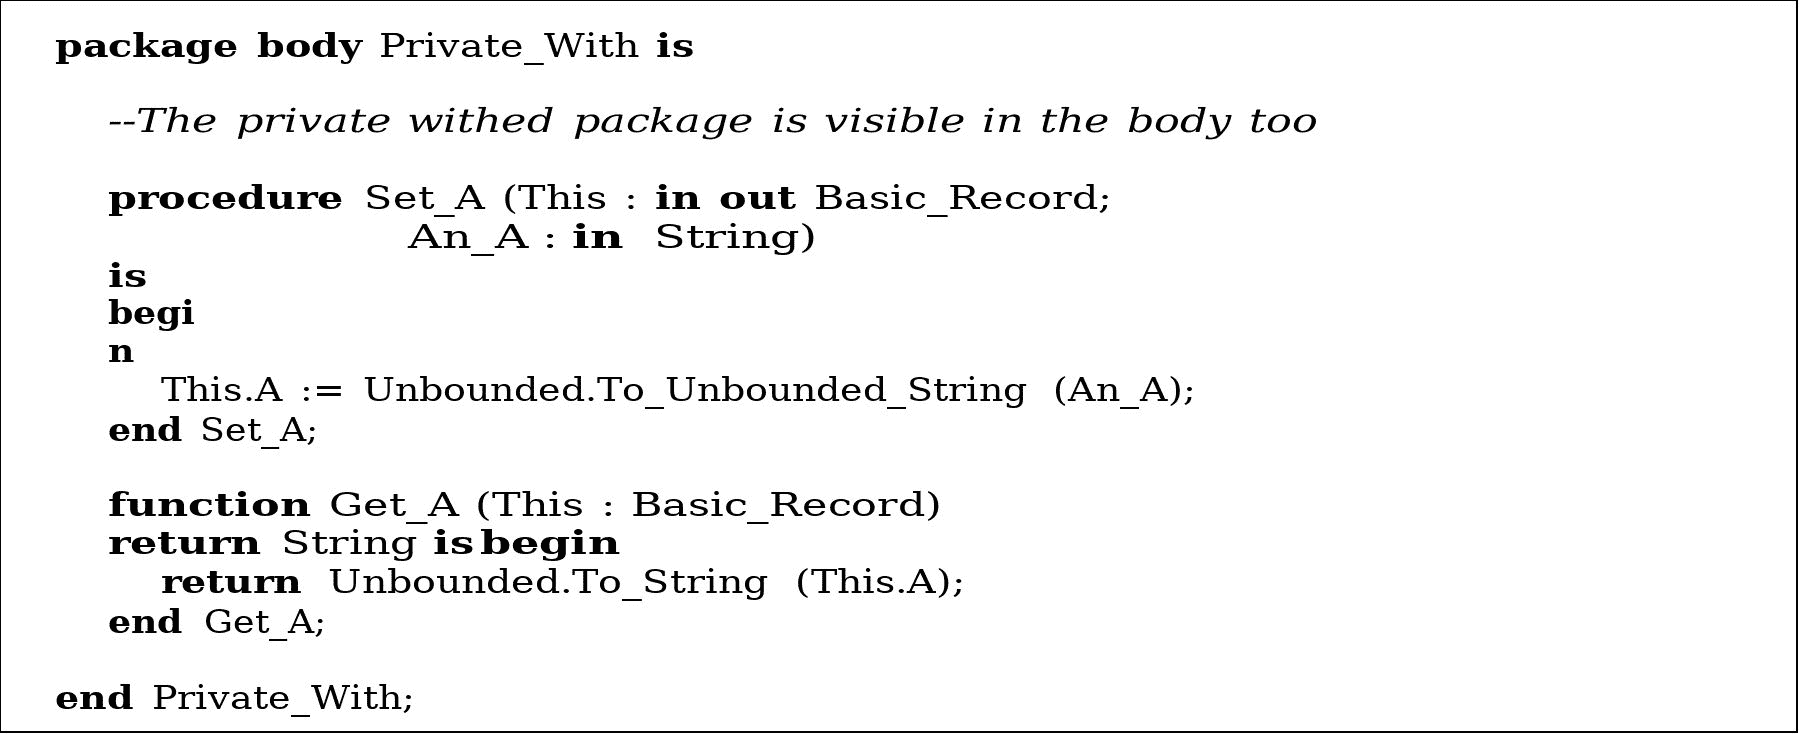 package body Private_With is
--The private withed package is visible in the body too
procedure Set_A (This : in out Basic_Record;
An_A : in String)
is
begi
n
This.A := Unbounded.To_Unbounded_String (An_A);
end Set_A;
function Get_A (This : Basic_Record)
return String is begin
return Unbounded.To_String (This.A);
end Get_A;
end Private_With;